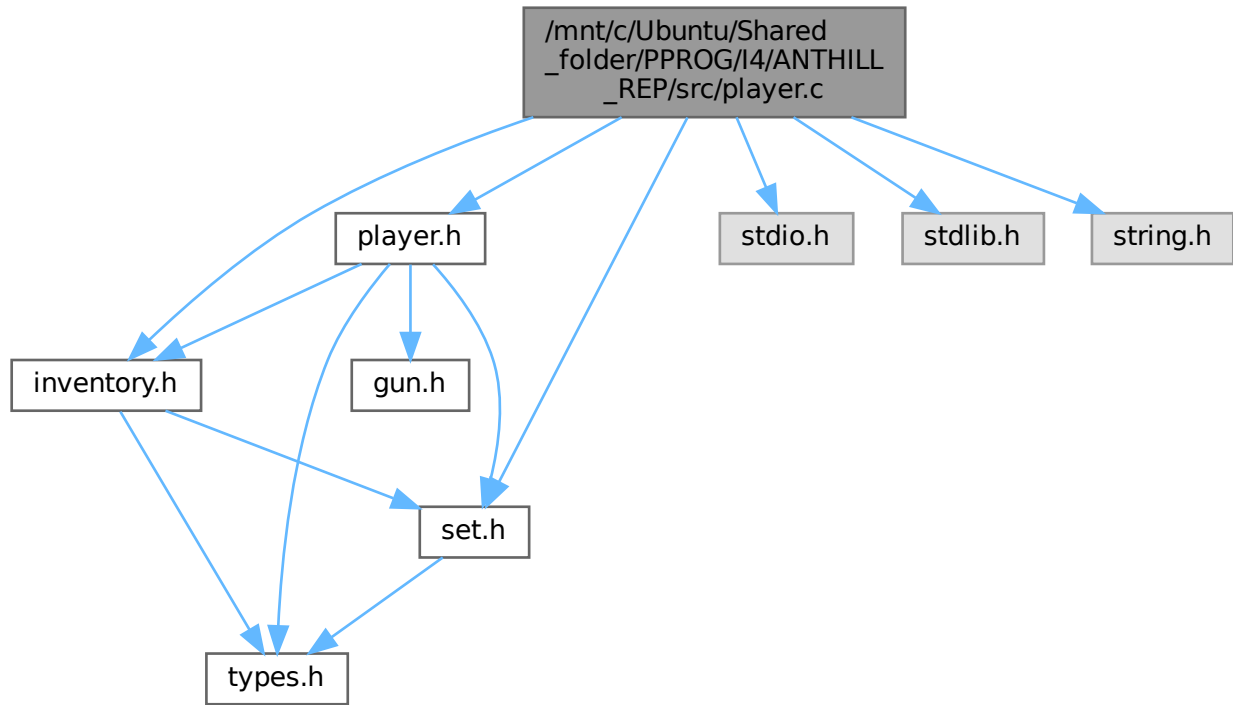 /mnt/c/Ubuntu/Shared
_folder/PPROG/I4/ANTHILL
_REP/src/player.c
player.h
stdio.h
stdlib.h
string.h
inventory.h
gun.h
set.h
types.h